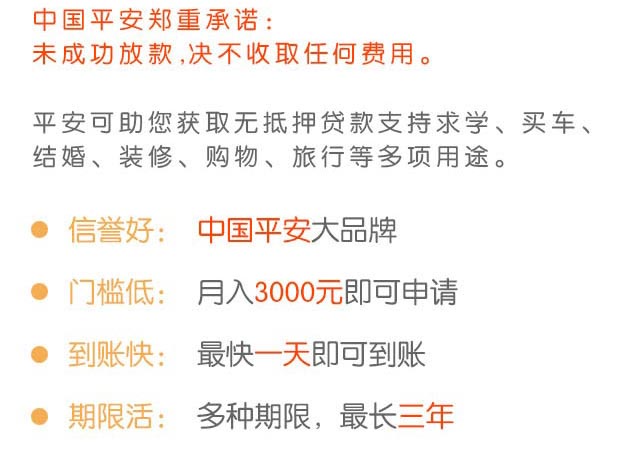 中国平安郑重承诺：
未成功放款,决不收取任何费用。
平安可助您获取无抵押贷款支持求学、买车、
结婚、装修、购物、旅行等多项用途。
信誉好： 中国平安大品牌
门槛低： 月入3000元即可申请
到账快： 最快一天即可到账
期限活： 多种期限，最长三年